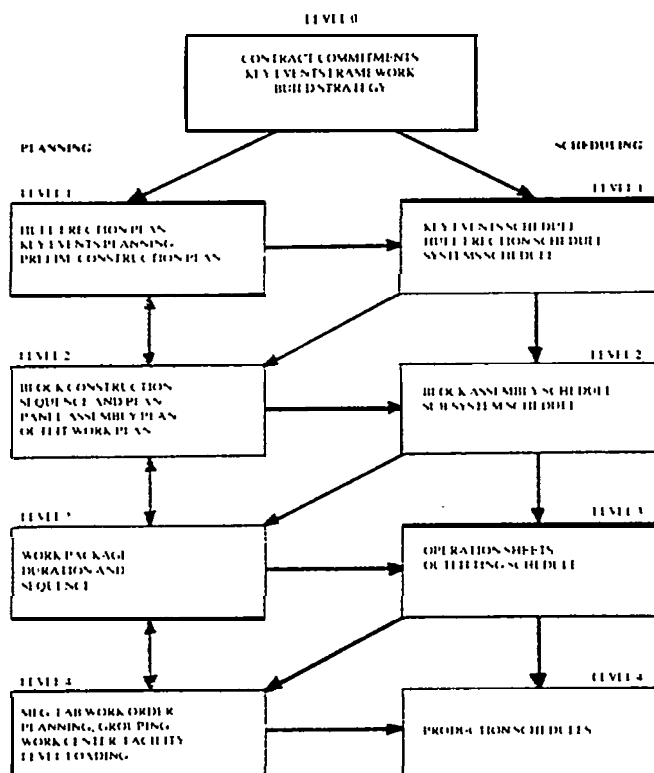 LEVEL 0
CONTRACT COMMITMENTS
KEY EVENTS FRAMEWORK
BUILD STRATEGY
PLANNING
SCHEDULING
LEVEL 1
LEVEL 1
HULL ERECTION PLAN
KEY EVENTS PLANNING
PRELIM. CONSTRUCTION PLAN
KEY EVENTS SCHEDULE
HULL ERECTION SCHEDULE
SYSTEMS SCHEDULE
LEVEL 2
LEVEL 2
BLOCK CONSTRUCTION
SEQUENCE AND PLAN
PANEL ASSEMBLY PLAN
OUTFIT WORK PLAN
BLOCK ASSEMBLY SCHEDULE
SUB SYSTEM SCHEDULE
LEVEL 3
LEVEL 3
WORK PACKAGE
DURATION AND
SEQUENCE
OPERATION SHEETS
OUTFITTING SCHEDULE
LEVEL 4
LEVEL 4
MFG. FAB WORK ORDER
PLANNING, GROUPING
WORK CENTER FACILITY
LEVEL LOADING
PRODUCTION SCHEDULES